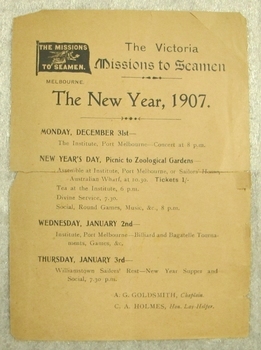 THE MISSIONS
TO SEAMEN.
MELBOURNE.
The Victoria
Missions to Seamen
The New Year, 1907.
MONDAY, DECEMBER 31st—
The Institute, Port Melbourne—Concert at 8 p.m.
NEW YEAR'S DAY, Picnic to Zoological Gardens—
Assemble at Institute, Port Melbourne, or Sailors' Home,
Australian Wharf, at 10.30. Tickets 1/-
Tea at the Institute, 6 p.m.
Divine Service, 7.30.
Social, Round Games, Music, &c., 8 p.m.
WEDNESDAY, JANUARY 2nd—
Institute, Port Melbourne—Billiard and Bagatelle Tourna-
ments, Games, &c.
THURSDAY, JANUARY 3rd—
Williamstown Sailors' Rest—New Year Supper and
Social, 7.30 p.m.
A. G. GOLDSMITH, Chaplain.
C. A. HOLMES, Hon. Lay-Helper.